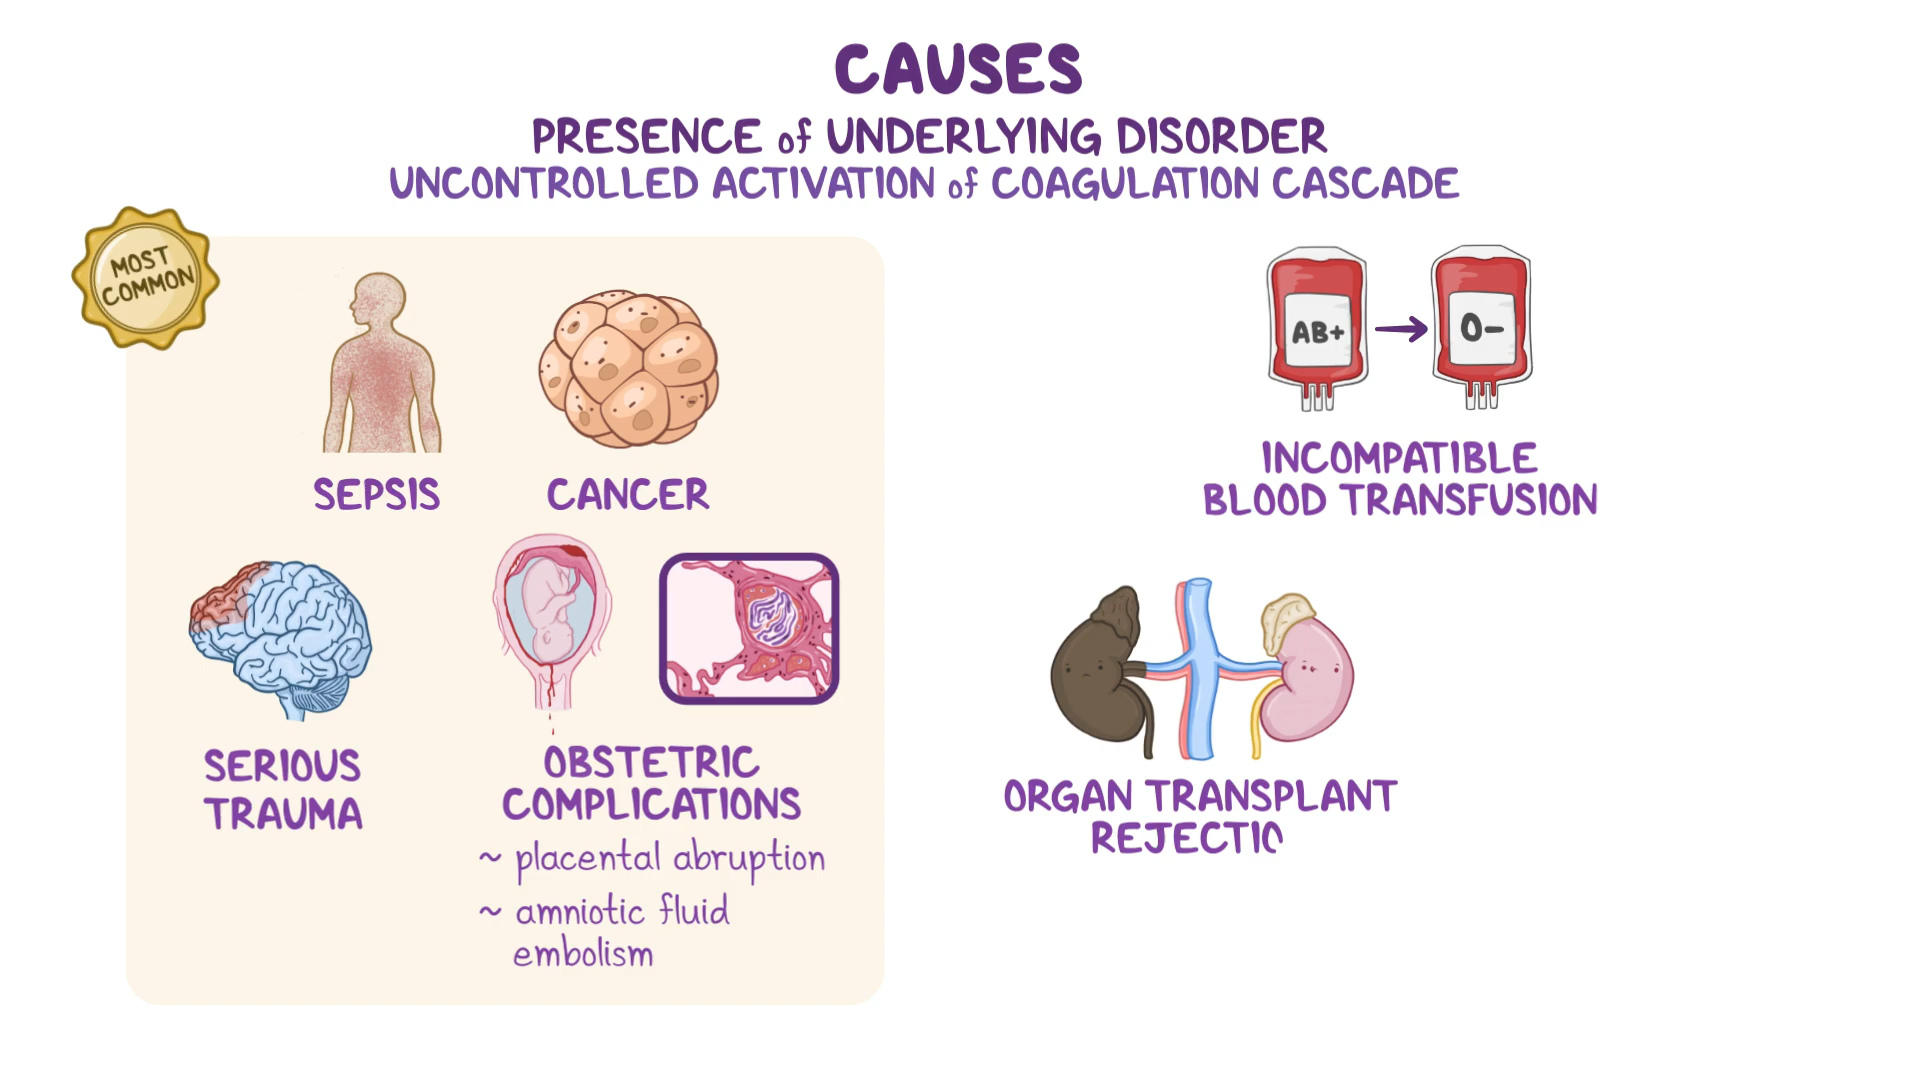 CAUSES
PRESENCE of UNDERLYING DISORDER
UNCONTROLLED ACTIVATION of COAGULATION CASCADE
MOST
COMMON
SEPSIS
CANCER
SERIOUS
TRAUMA
OBSTETRIC
COMPLICATIONS
~ placental abruption
~ amniotic fluid
embolism
AB+
O-
INCOMPATIBLE
BLOOD TRANSFUSION
ORGAN TRANSPLANT
REJECTIO